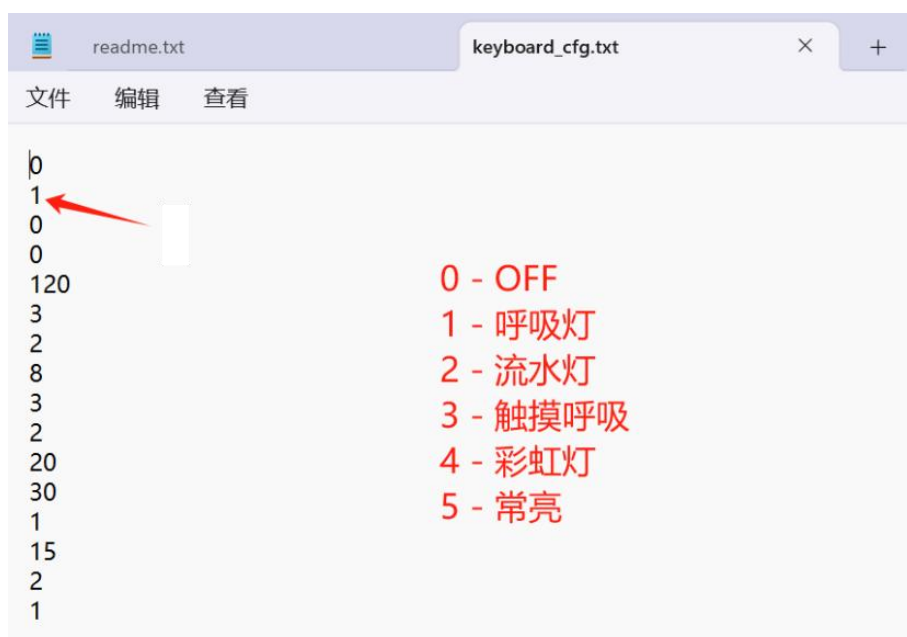 readme.txt
keyboard_cfg.txt
文件 编辑 查看
0
1
0
0
120
3
2
8
3
2
20
30
1
15
2
1
0 - OFF
1 - 呼吸灯
2 - 流水灯
3 - 触摸呼吸
4 - 彩虹灯
5 - 常亮